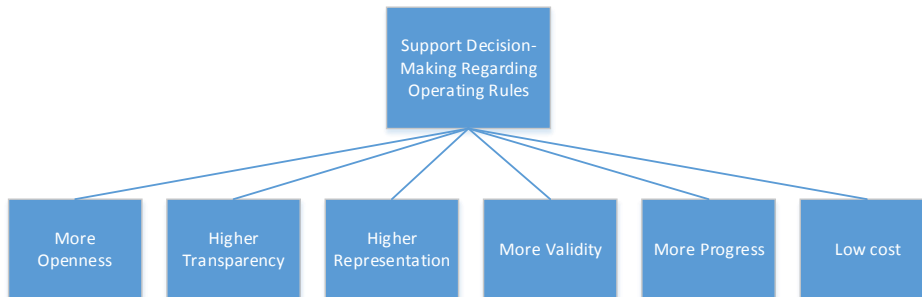 Support Decision-
Making Regarding
Operating Rules
More
Openness
Higher
Transparency
Higher
Representation
More Validity
More Progress
Low cost